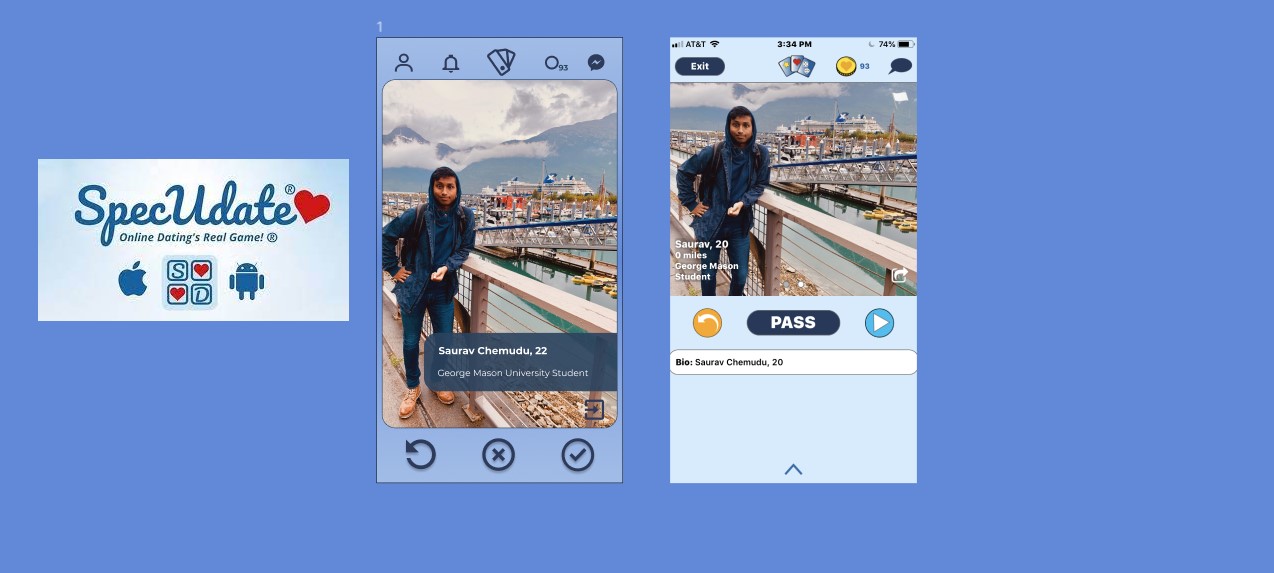 1
SpecUdate®
Online Dating's Real Game! ®
S
D
93
Saurav Chemudu, 22
George Mason University Student
AT&T
3:34 PM
74%
Exit
93
Saurav, 20
0 miles
George Mason
Student
PASS
Bio: Saurav Chemudu, 20